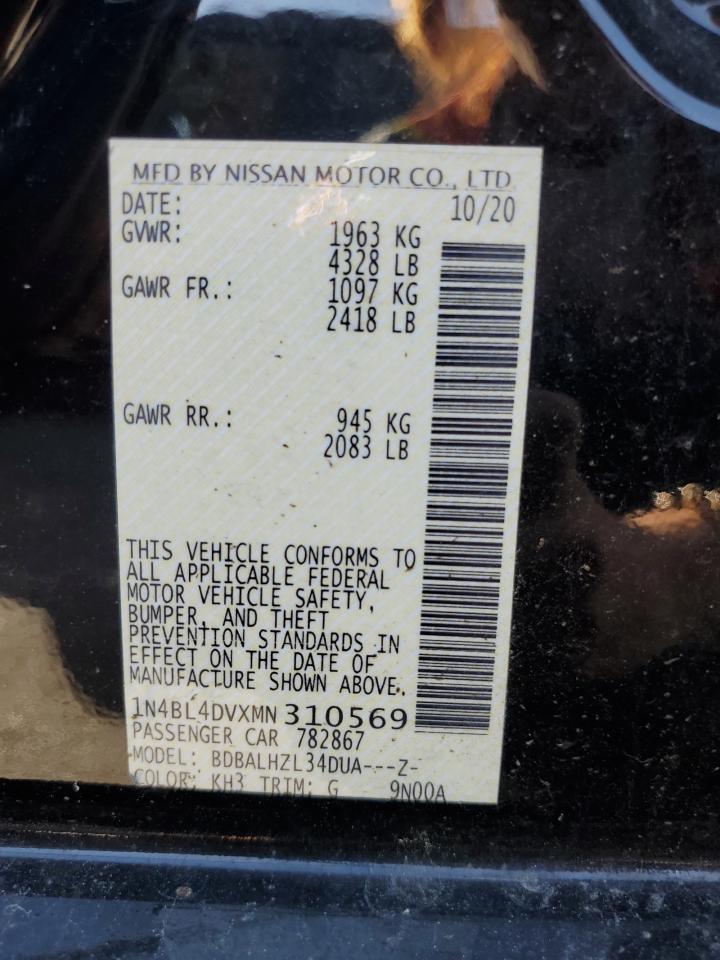 MFD BY NISSAN MOTOR CO., LTD.
DATE: 10/20
GVWR: 1963 KG
4328 LB
GAWR FR.: 1097 KG
2418 LB
GAWR RR.: 945 KG
2083 LB
THIS VEHICLE CONFORMS TO
ALL APPLICABLE FEDERAL
MOTOR VEHICLE SAFETY,
BUMPER, AND THEFT
PREVENTION STANDARDS IN
EFFECT ON THE DATE OF
MANUFACTURE SHOWN ABOVE.
1N4BL4DVXMN 310569
PASSENGER CAR 782867
MODEL: BDBALHZL34DUA---Z-
COLOR: KH3 TRIM: G 9N00A